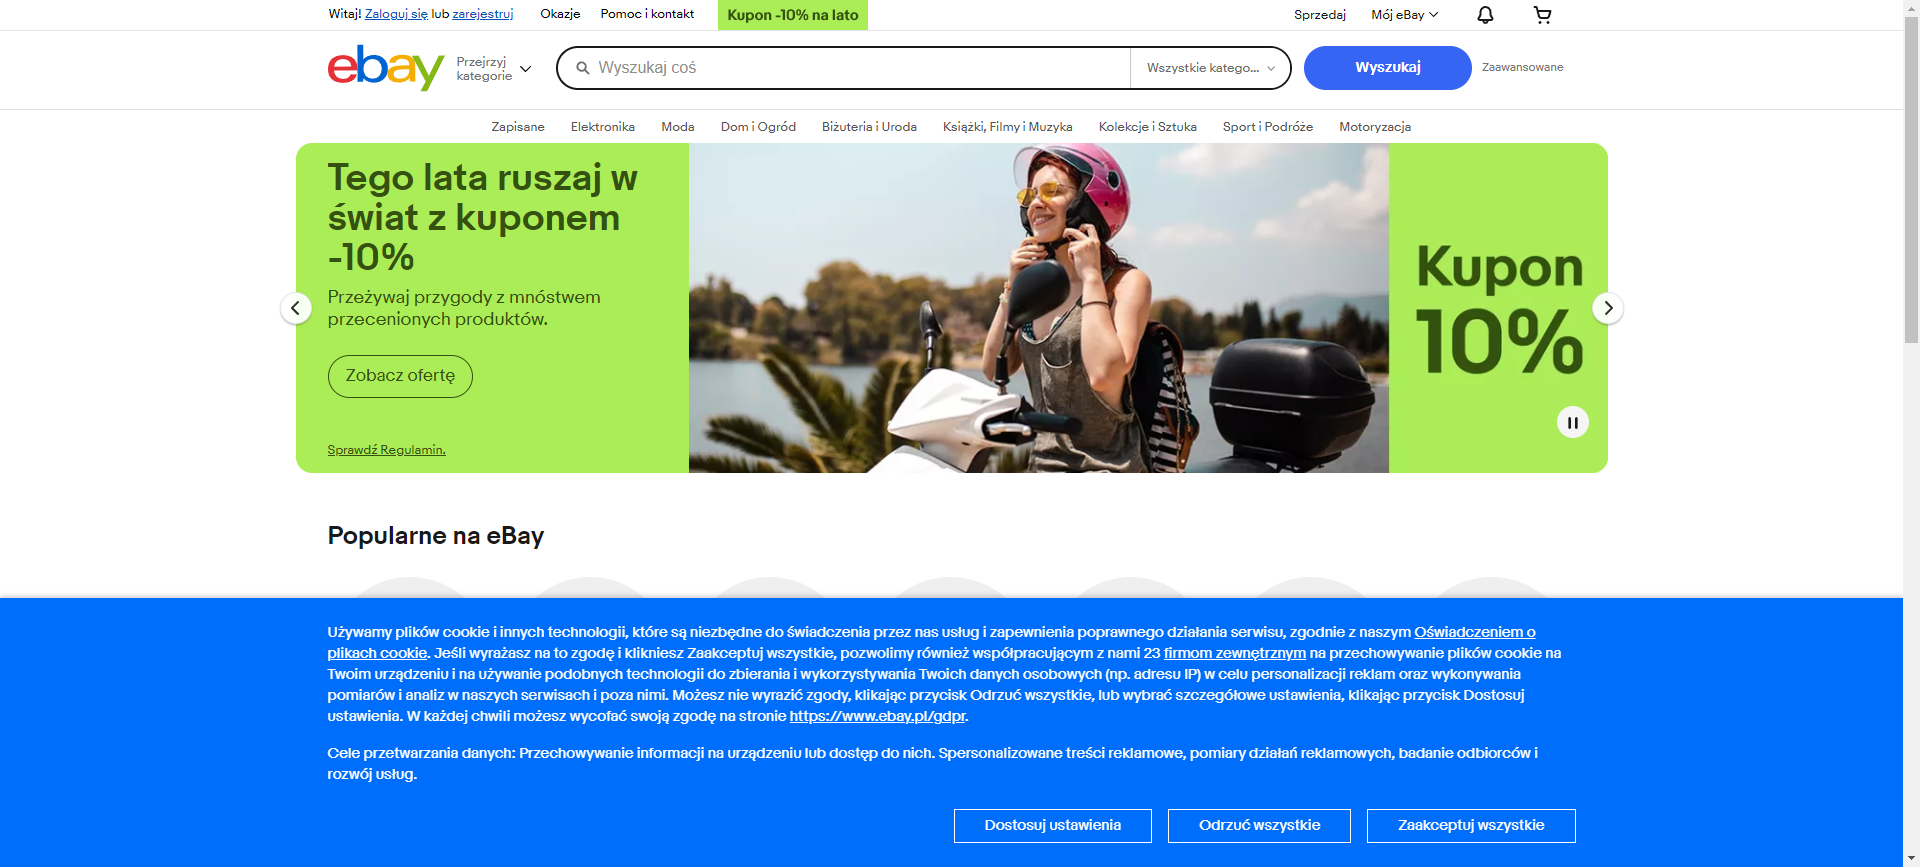 Witaj! Zaloguj się lub zarejestruj
Okazje
Pomoc i kontakt
Kupon -10% na lato
Sprzedaj
Mój eBay
ebay
Przejrzyj
kategorie
Wyszukaj coś
Wszystkie katego...
Wyszukaj
Zaawansowane
Zapisane
Elektronika
Moda
Dom i Ogród
Biżuteria i Uroda
Książki, Filmy i Muzyka
Kolekcje i Sztuka
Sport i Podróże
Motoryzacja
Tego lata ruszaj w
świat z kuponem
-10%
Przeżywaj przygody z mnóstwem
przecenionych produktów.
Zobacz ofertę
Sprawdź Regulamin.
Kupon
10%
Popularne na eBay
Używamy plików cookie i innych technologii, które są niezbędne do świadczenia przez nas usług i zapewnienia poprawnego działania serwisu, zgodnie z naszym Oświadczeniem o
plikach cookie. Jeśli wyrażasz na to zgodę i klikniesz Zaakceptuj wszystkie, pozwolimy również współpracującym z nami 23 firmom zewnętrznym na przechowywanie plików cookie na
Twoim urządzeniu i na używanie podobnych technologii do zbierania i wykorzystywania Twoich danych osobowych (np. adresu IP) w celu personalizacji reklam oraz wykonywania
pomiarów i analiz w naszych serwisach i poza nimi. Możesz nie wyrazić zgody, klikając przycisk Odrzuć wszystkie, lub wybrać szczegółowe ustawienia, klikając przycisk Dostosuj
ustawienia. W każdej chwili możesz wycofać swoją zgodę na stronie https://www.ebay.pl/gdpr.
Cele przetwarzania danych: Przechowywanie informacji na urządzeniu lub dostęp do nich. Spersonalizowane treści reklamowe, pomiary działań reklamowych, badanie odbiorców i
rozwój usług.
Dostosuj ustawienia
Odrzuć wszystkie
Zaakceptuj wszystkie